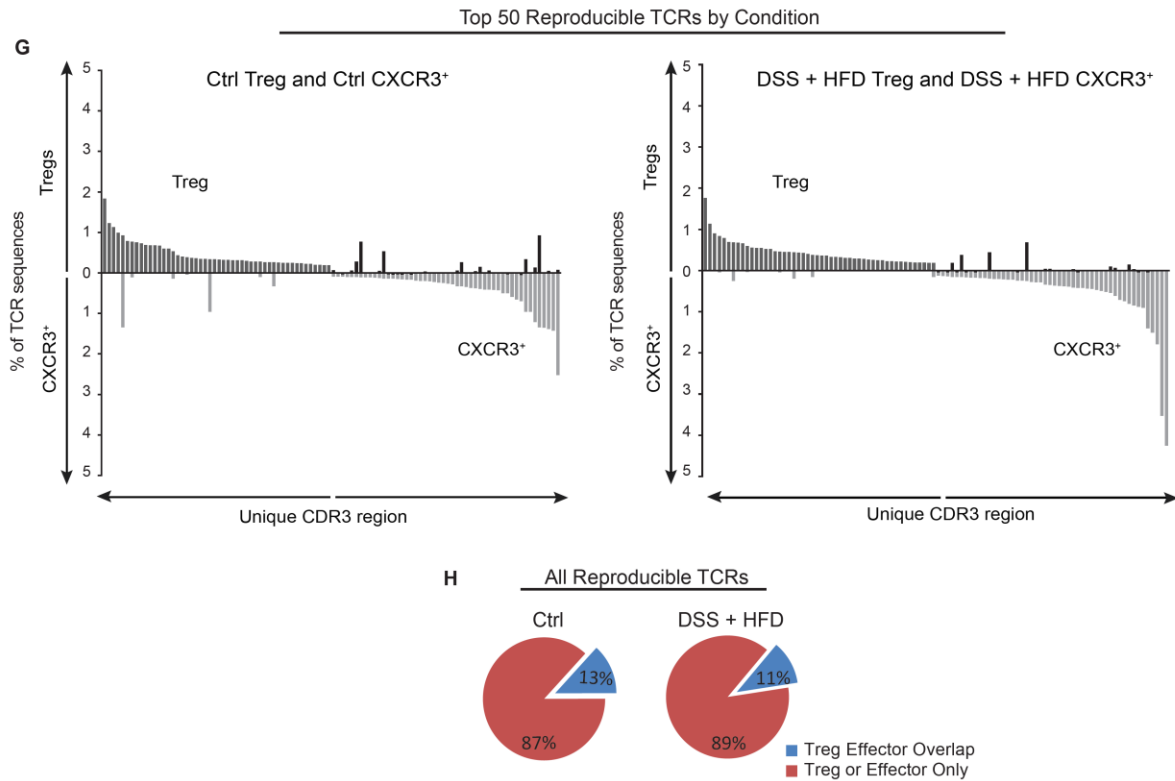 Top 50 Reproducible TCRs by Condition
G
Ctrl Treg and Ctrl CXCR3⁺
5
4
3
2
1
0
1
2
3
4
5
Tregs
% of TCR sequences
CXCR3⁺
Treg
CXCR3⁺
Unique CDR3 region
DSS + HFD Treg and DSS + HFD CXCR3⁺
5
4
3
2
1
0
1
2
3
4
5
Tregs
% of TCR sequences
CXCR3⁺
Treg
CXCR3⁺
Unique CDR3 region
H
All Reproducible TCRs
Ctrl
DSS + HFD
13%
87%
11%
89%
Treg Effector Overlap
Treg or Effector Only